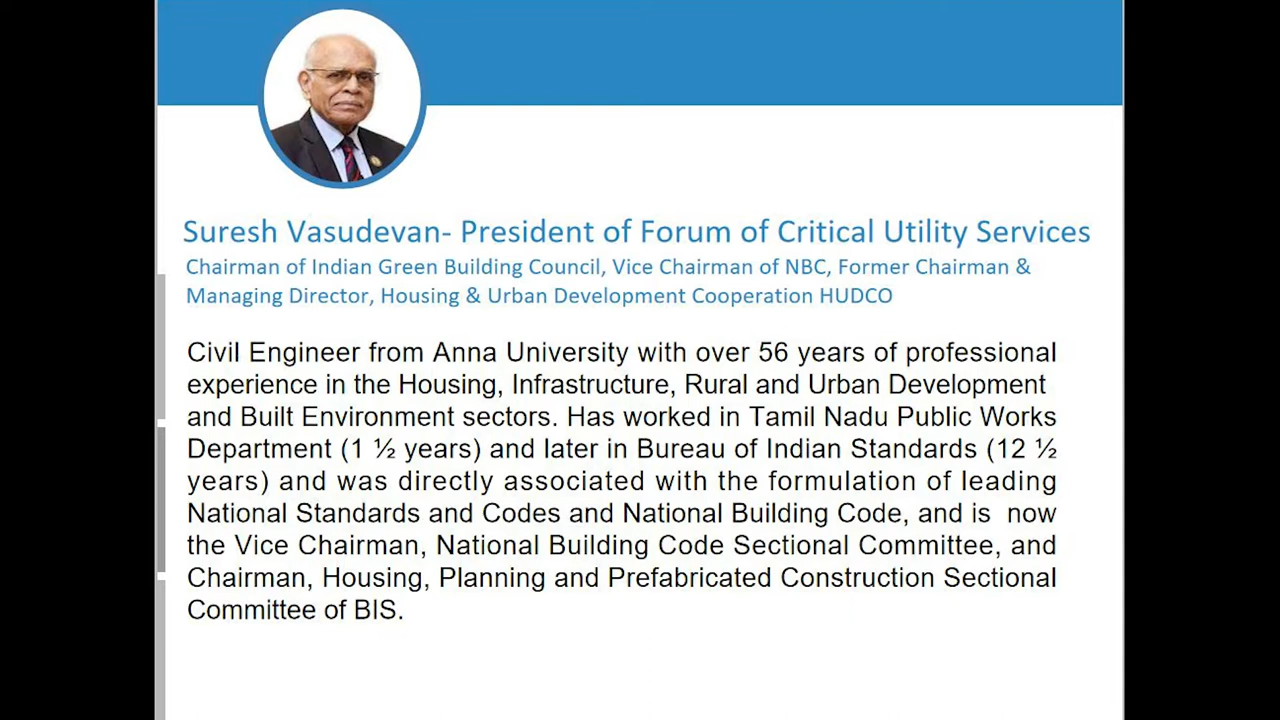 Suresh Vasudevan- President of Forum of Critical Utility Services
Chairman of Indian Green Building Council, Vice Chairman of NBC, Former Chairman &
Managing Director, Housing & Urban Development Cooperation HUDCO
Civil Engineer from Anna University with over 56 years of professional
experience in the Housing, Infrastructure, Rural and Urban Development
and Built Environment sectors. Has worked in Tamil Nadu Public Works
Department (1 ½ years) and later in Bureau of Indian Standards (12 ½
years) and was directly associated with the formulation of leading
National Standards and Codes and National Building Code, and is  now
the Vice Chairman, National Building Code Sectional Committee, and
Chairman, Housing, Planning and Prefabricated Construction Sectional
Committee of BIS.